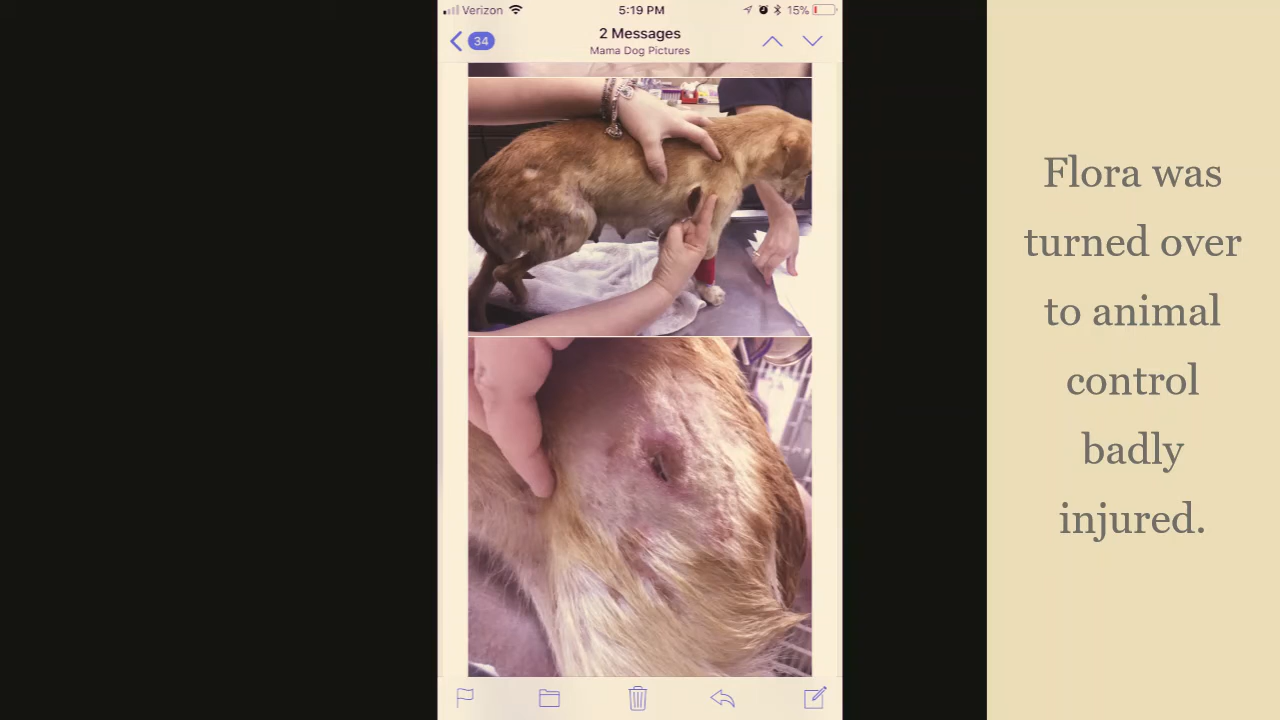 Verizon 5:19 PM 15%
34
2 Messages
Mama Dog Pictures
Flora was
turned over
to animal
control
badly
injured.